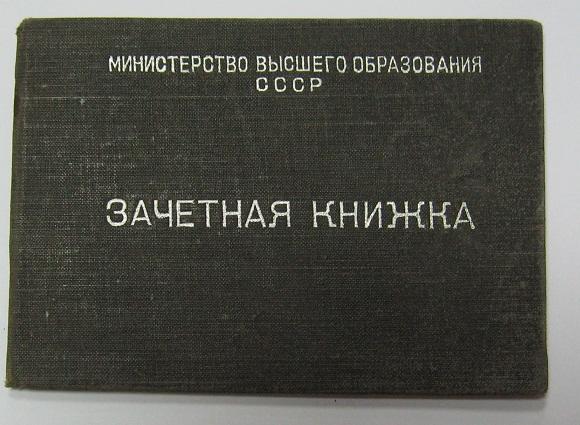 МИНИСТЕРСТВО ВЫСШЕГО ОБРАЗОВАНИЯ
СССР
ЗАЧЕТНАЯ КНИЖКА